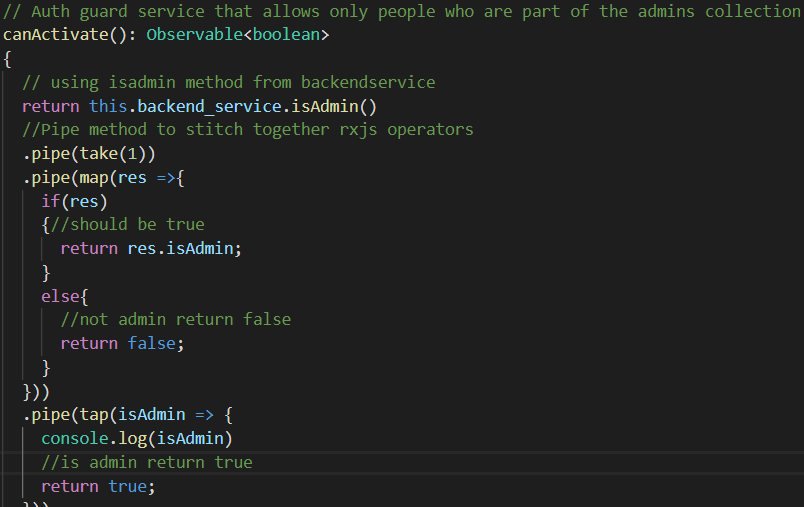 // Auth guard service that allows only people who are part of the admins collection
canActivate(): Observable<boolean>
{
// using isadmin method from backendservice
return this.backend_service.isAdmin()
//Pipe method to stitch together rxjs operators
.pipe(take(1))
.pipe(map(res =>{
if(res)
{//should be true
return res.isAdmin;
}
else{
//not admin return false
return false;
}
}))
.pipe(tap(isAdmin => {
console.log(isAdmin)
//is admin return true
return true;
}))